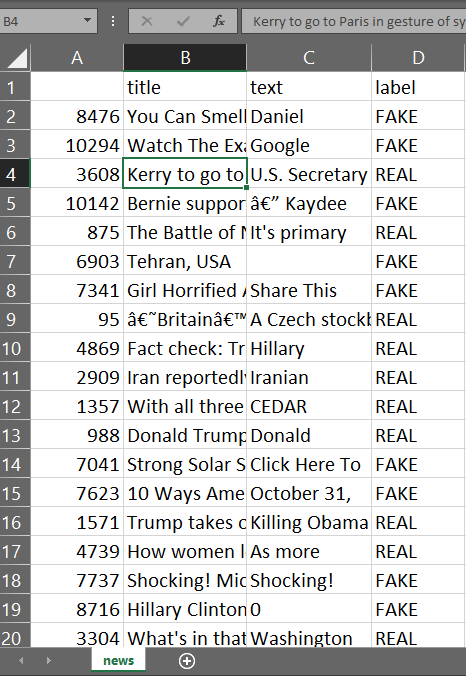 B4 fx Kerry to go to Paris in gesture of sy
A B C D
1 title text label
2 8476 You Can Smell Daniel FAKE
3 10294 Watch The Exa Google FAKE
4 3608 Kerry to go to U.S. Secretary REAL
5 10142 Bernie suppor â€” Kaydee FAKE
6 875 The Battle of N It's primary REAL
7 6903 Tehran, USA FAKE
8 7341 Girl Horrified A Share This FAKE
9 95 â€˜Britainâ€™ A Czech stockb REAL
10 4869 Fact check: Tr Hillary REAL
11 2909 Iran reportedly Iranian REAL
12 1357 With all three CEDAR REAL
13 988 Donald Trump Donald REAL
14 7041 Strong Solar S Click Here To FAKE
15 7623 10 Ways Ame October 31, FAKE
16 1571 Trump takes o Killing Obama REAL
17 4739 How women l As more REAL
18 7737 Shocking! Mic Shocking! FAKE
19 8716 Hillary Clinton 0 FAKE
20 3304 What's in that Washington REAL
news